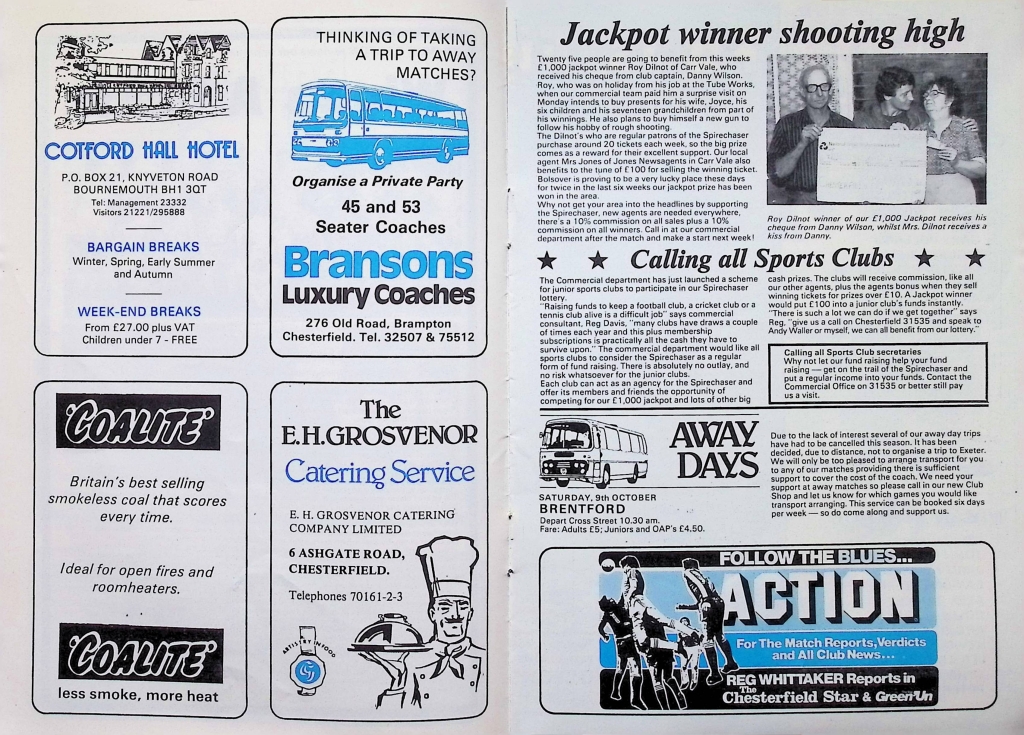 COTFORD HALL HOTEL
P.O. BOX 21, KNYVETON ROAD
BOURNEMOUTH BH1 3QT
Tel: Management 23332
Visitors 21221/295888
BARGAIN BREAKS
Winter, Spring, Early Summer
and Autumn
WEEK-END BREAKS
From £27.00 plus VAT
Children under 7 - FREE
THINKING OF TAKING
A TRIP TO AWAY
MATCHES?
Organise a Private Party
45 and 53
Seater Coaches
Bransons
Luxury Coaches
276 Old Road, Brampton
Chesterfield. Tel. 32507 & 75512
'COALITE'
Britain's best selling
smokeless coal that scores
every time.
Ideal for open fires and
roomheaters.
'COALITE'
less smoke, more heat
The
E.H. GROSVENOR
Catering Service
E. H. GROSVENOR CATERING
COMPANY LIMITED
6 ASHGATE ROAD,
CHESTERFIELD.
Telephones 70161-2-3
ARTISTRY IN FOOD
Jackpot winner shooting high
Twenty five people are going to benefit from this weeks
£1,000 jackpot winner Roy Dilnot of Carr Vale, who
received his cheque from club captain, Danny Wilson.
Roy, who was on holiday from his job at the Tube Works,
when our commercial team paid him a surprise visit on
Monday intends to buy presents for his wife, Joyce, his
six children and his seventeen grandchildren from part of
his winnings. He also plans to buy himself a new gun to
follow his hobby of rough shooting.
The Dilnot's who are regular patrons of the Spirechaser
purchase around 20 tickets each week, so the big prize
comes as a reward for their excellent support. Our local
agent Mrs Jones of Jones Newsagents in Carr Vale also
benefits to the tune of £100 for selling the winning ticket.
Bolsover is proving to be a very lucky place these days
for twice in the last six weeks our jackpot prize has been
won in the area.
Why not get your area into the headlines by supporting
the Spirechaser, new agents are needed everywhere,
there's a 10% commission on all sales plus a 10%
commission on all winners. Call in at our commercial
department after the match and make a start next week!
Roy Dilnot winner of our £1,000 Jackpot receives his
cheque from Danny Wilson, whilst Mrs. Dilnot receives a
kiss from Danny.
★ ★ Calling all Sports Clubs ★ ★
The Commercial department has just launched a scheme
for junior sports clubs to participate in our Spirechaser
lottery.
"Raising funds to keep a football club, a cricket club or a
tennis club alive is a difficult job" says commercial
consultant, Reg Davis, "many clubs have draws a couple
of times each year and this plus membership
subscriptions is practically all the cash they have to
survive upon." The commercial department would like all
sports clubs to consider the Spirechaser as a regular
form of fund raising. There is absolutely no outlay, and
no risk whatsoever for the junior clubs.
Each club can act as an agency for the Spirechaser and
offer its members and friends the opportunity of
competing for our £1,000 jackpot and lots of other big
cash prizes. The clubs will receive commission, like all
our other agents, plus the agents bonus when they sell
winning tickets for prizes over £10. A Jackpot winner
would put £100 into a junior club's funds instantly.
"There is such a lot we can do if we get together" says
Reg, "give us a call on Chesterfield 31535 and speak to
Andy Waller or myself, we can all benefit from our lottery."
Calling all Sports Club secretaries
Why not let our fund raising help your fund
raising — get on the trail of the Spirechaser and
put a regular income into your funds. Contact the
Commercial Office on 31535 or better still pay
us a visit.
AWAY
DAYS
SATURDAY, 9th OCTOBER
BRENTFORD
Depart Cross Street 10.30 am.
Fare: Adults £5; Juniors and OAP's £4.50.
Due to the lack of interest several of our away day trips
have had to be cancelled this season. It has been
decided, due to distance, not to organise a trip to Exeter.
We will only be too pleased to arrange transport for you
to any of our matches providing there is sufficient
support to cover the cost of the coach. We need your
support at away matches so please call in our new Club
Shop and let us know for which games you would like
transport arranging. This service can be booked six days
per week — so do come along and support us.
FOLLOW THE BLUES...
ACTION
For The Match Reports, Verdicts
and All Club News...
REG WHITTAKER Reports in
The Chesterfield Star & Green Un